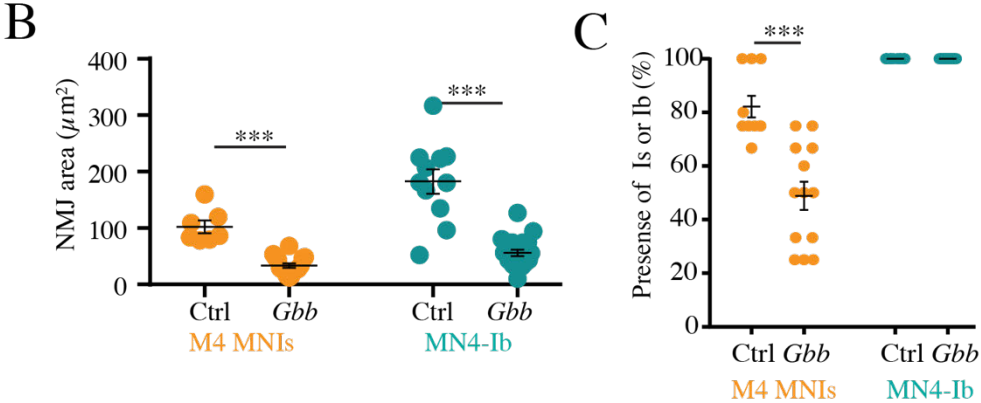 B
NMJ area (μm²)
400
300
200
100
0
***
***
Ctrl Gbb Ctrl Gbb
M4 MNIs MN4-Ib
C
Presense of Is or Ib (%)
100
80
60
40
20
0
***
Ctrl Gbb Ctrl Gbb
M4 MNIs MN4-Ib